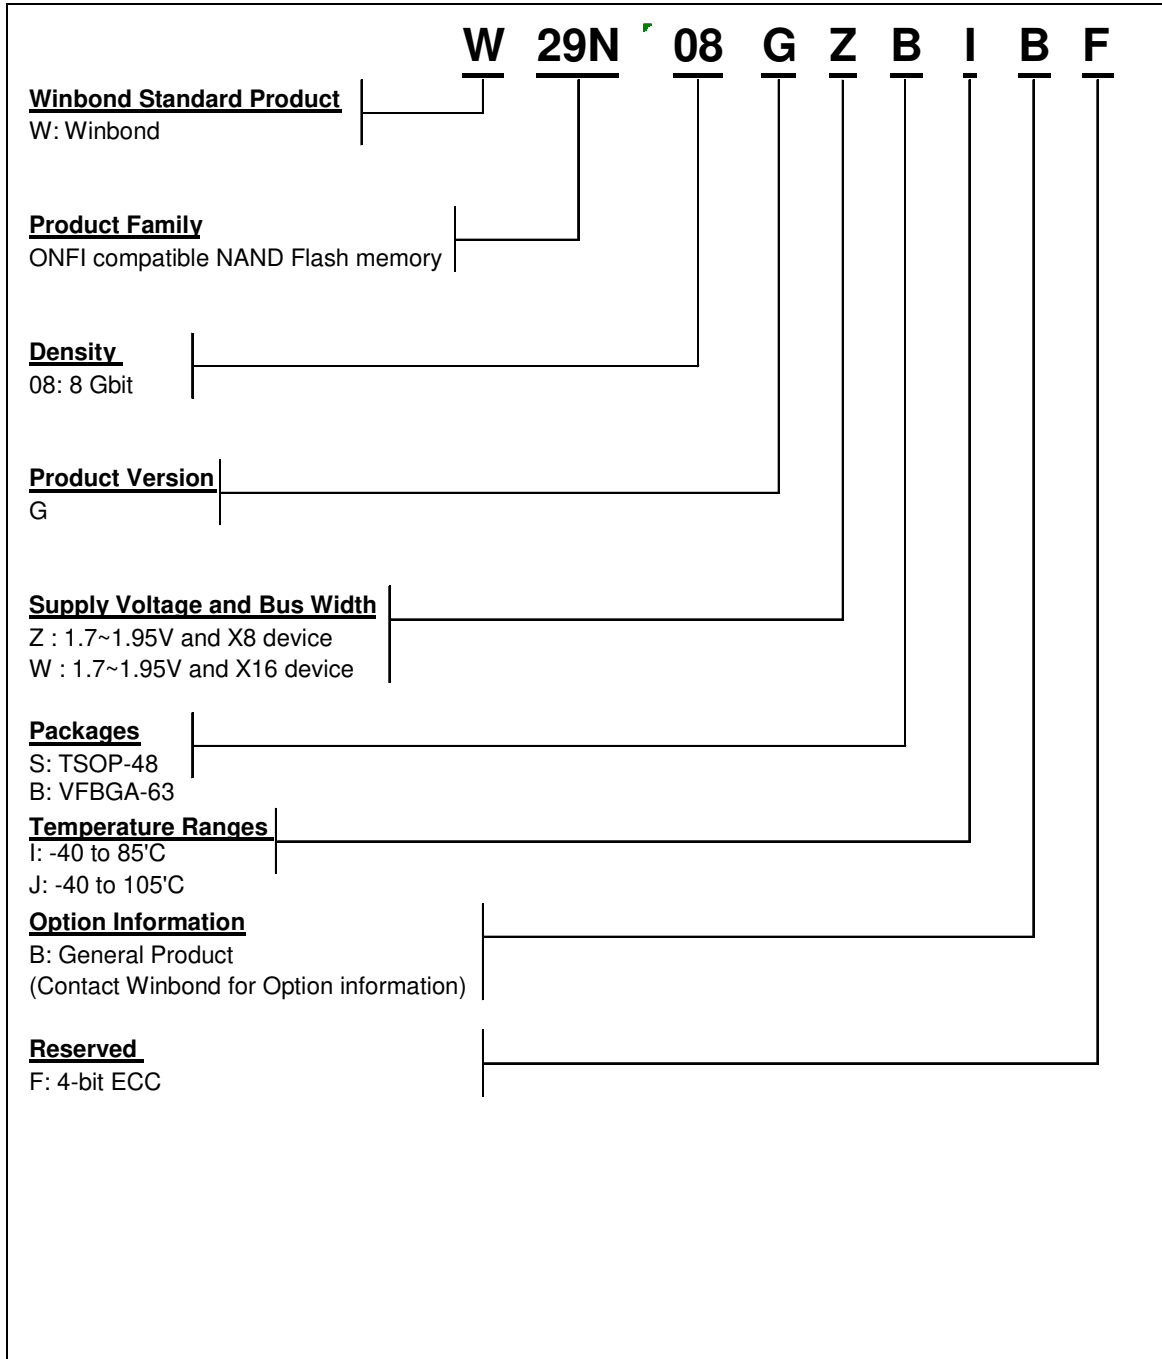 W 29N 08 G Z B I B F
Winbond Standard Product
W: Winbond
Product Family
ONFI compatible NAND Flash memory
Density
08: 8 Gbit
Product Version
G
Supply Voltage and Bus Width
Z : 1.7~1.95V and X8 device
W : 1.7~1.95V and X16 device
Packages
S: TSOP-48
B: VFBGA-63
Temperature Ranges
I: -40 to 85'C
J: -40 to 105'C
Option Information
B: General Product
(Contact Winbond for Option information)
Reserved
F: 4-bit ECC